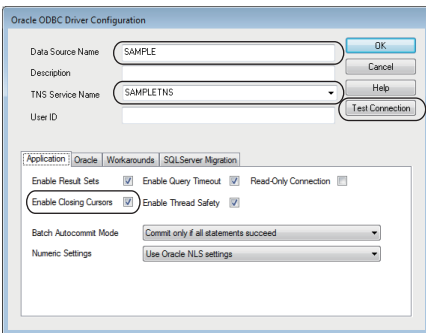 Oracle ODBC Driver Configuration
Data Source Name SAMPLE OK
Description Cancel
TNS Service Name SAMPLETNS Help
User ID Test Connection
Application Oracle Workarounds SQLServer Migration
Enable Result Sets Enable Query Timeout Read-Only Connection
Enable Closing Cursors Enable Thread Safety
Batch Autocommit Mode Commit only if all statements succeed
Numeric Settings Use Oracle NLS settings